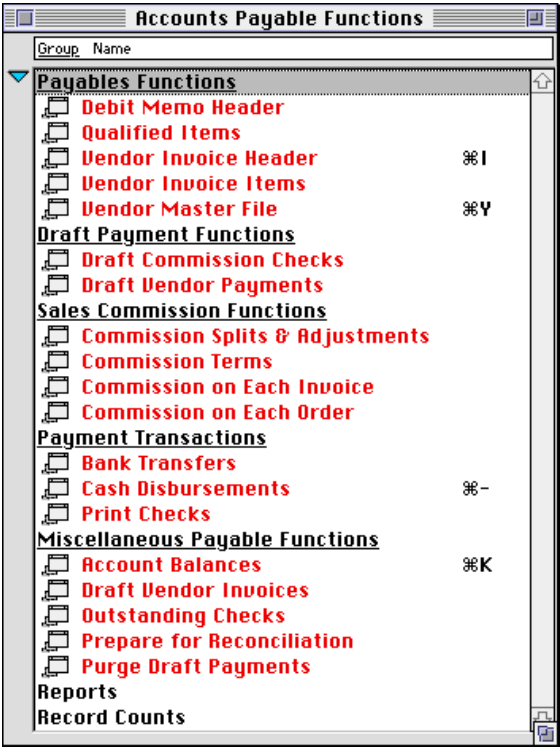 Accounts Payable Functions
Group Name
Payables Functions
Debit Memo Header
Qualified Items
Vendor Invoice Header ⌘I
Vendor Invoice Items
Vendor Master File ⌘Y
Draft Payment Functions
Draft Commission Checks
Draft Vendor Payments
Sales Commission Functions
Commission Splits & Adjustments
Commission Terms
Commission on Each Invoice
Commission on Each Order
Payment Transactions
Bank Transfers
Cash Disbursements ⌘-
Print Checks
Miscellaneous Payable Functions
Account Balances ⌘K
Draft Vendor Invoices
Outstanding Checks
Prepare for Reconciliation
Purge Draft Payments
Reports
Record Counts